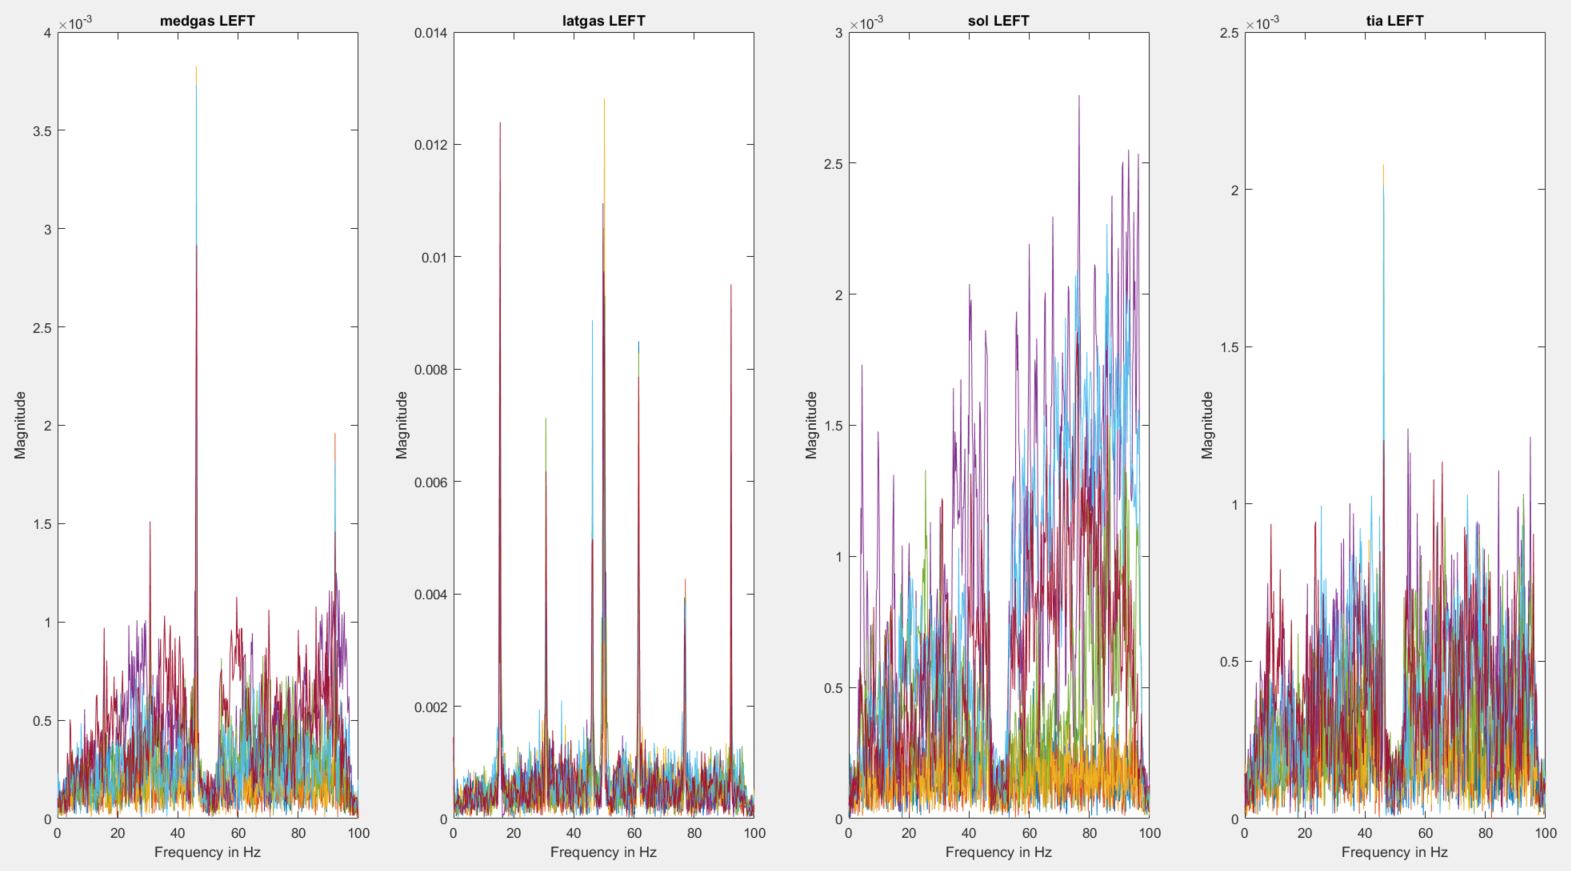 medgas LEFT
×10-3
4
3.5
3
2.5
2
1.5
1
0.5
0
Magnitude
0 20 40 60 80 100
Frequency in Hz
latgas LEFT
0.014
0.012
0.01
0.008
0.006
0.004
0.002
0
Magnitude
0 20 40 60 80 100
Frequency in Hz
sol LEFT
×10-3
3
2.5
2
1.5
1
0.5
0
Magnitude
0 20 40 60 80 100
Frequency in Hz
tia LEFT
×10-3
2.5
2
1.5
1
0.5
0
Magnitude
0 20 40 60 80 100
Frequency in Hz